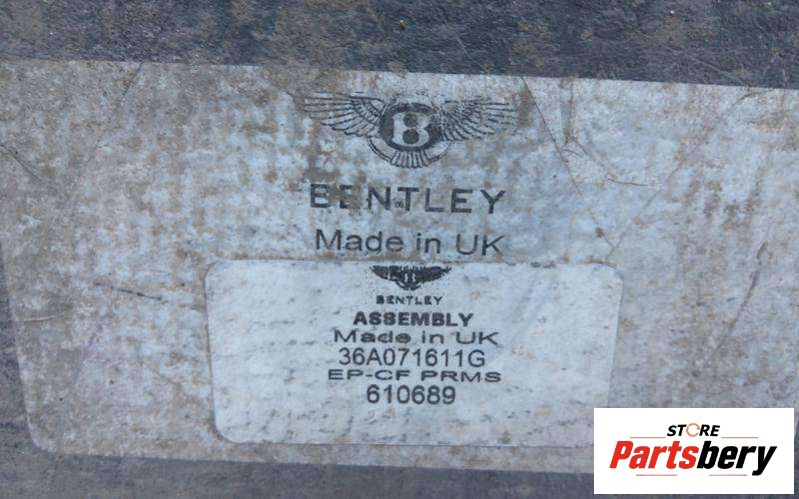 B
BENTLEY
Made in UK
B
BENTLEY
ASSEMBLY
Made in UK
36A071611G
EP-CF PRMS
610689
STORE
Partsbery